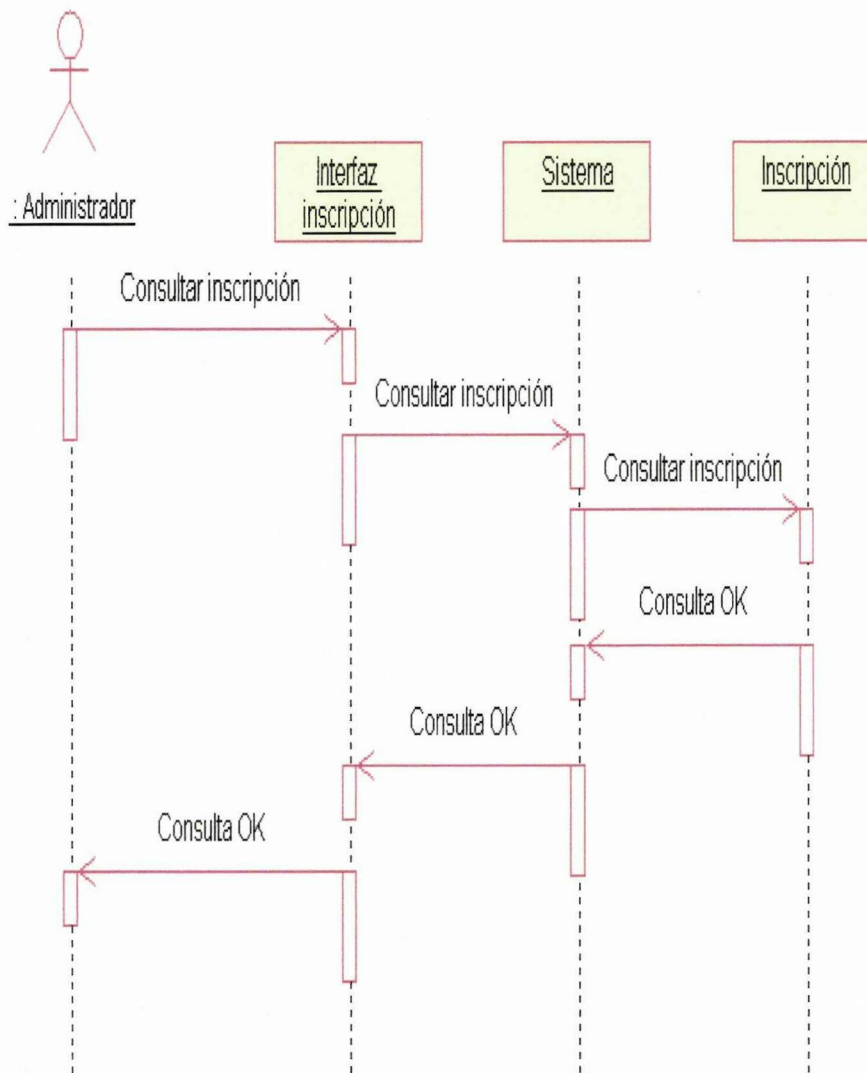 : Administrador
Interfaz
inscripción
Sistema
Inscripción
Consultar inscripción
Consultar inscripción
Consultar inscripción
Consulta OK
Consulta OK
Consulta OK